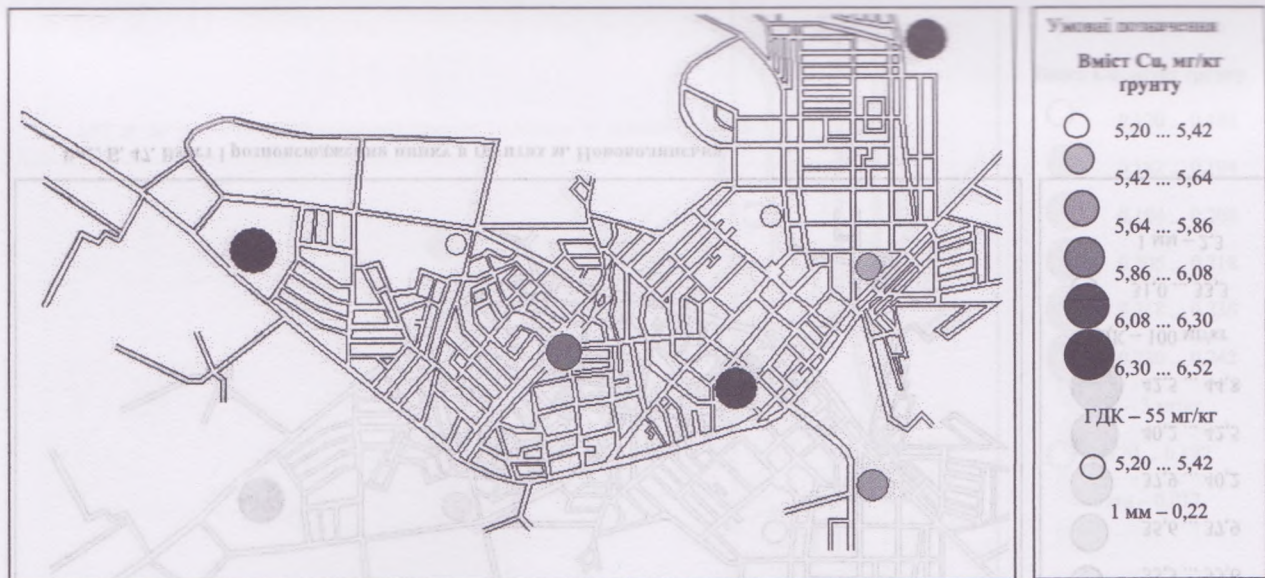 Умовні позначення
Вміст Cu, мг/кг
ґрунту
5,20 ... 5,42
5,42 ... 5,64
5,64 ... 5,86
5,86 ... 6,08
6,08 ... 6,30
6,30 ... 6,52
ГДК – 55 мг/кг
5,20 ... 5,42
1 мм – 0,22